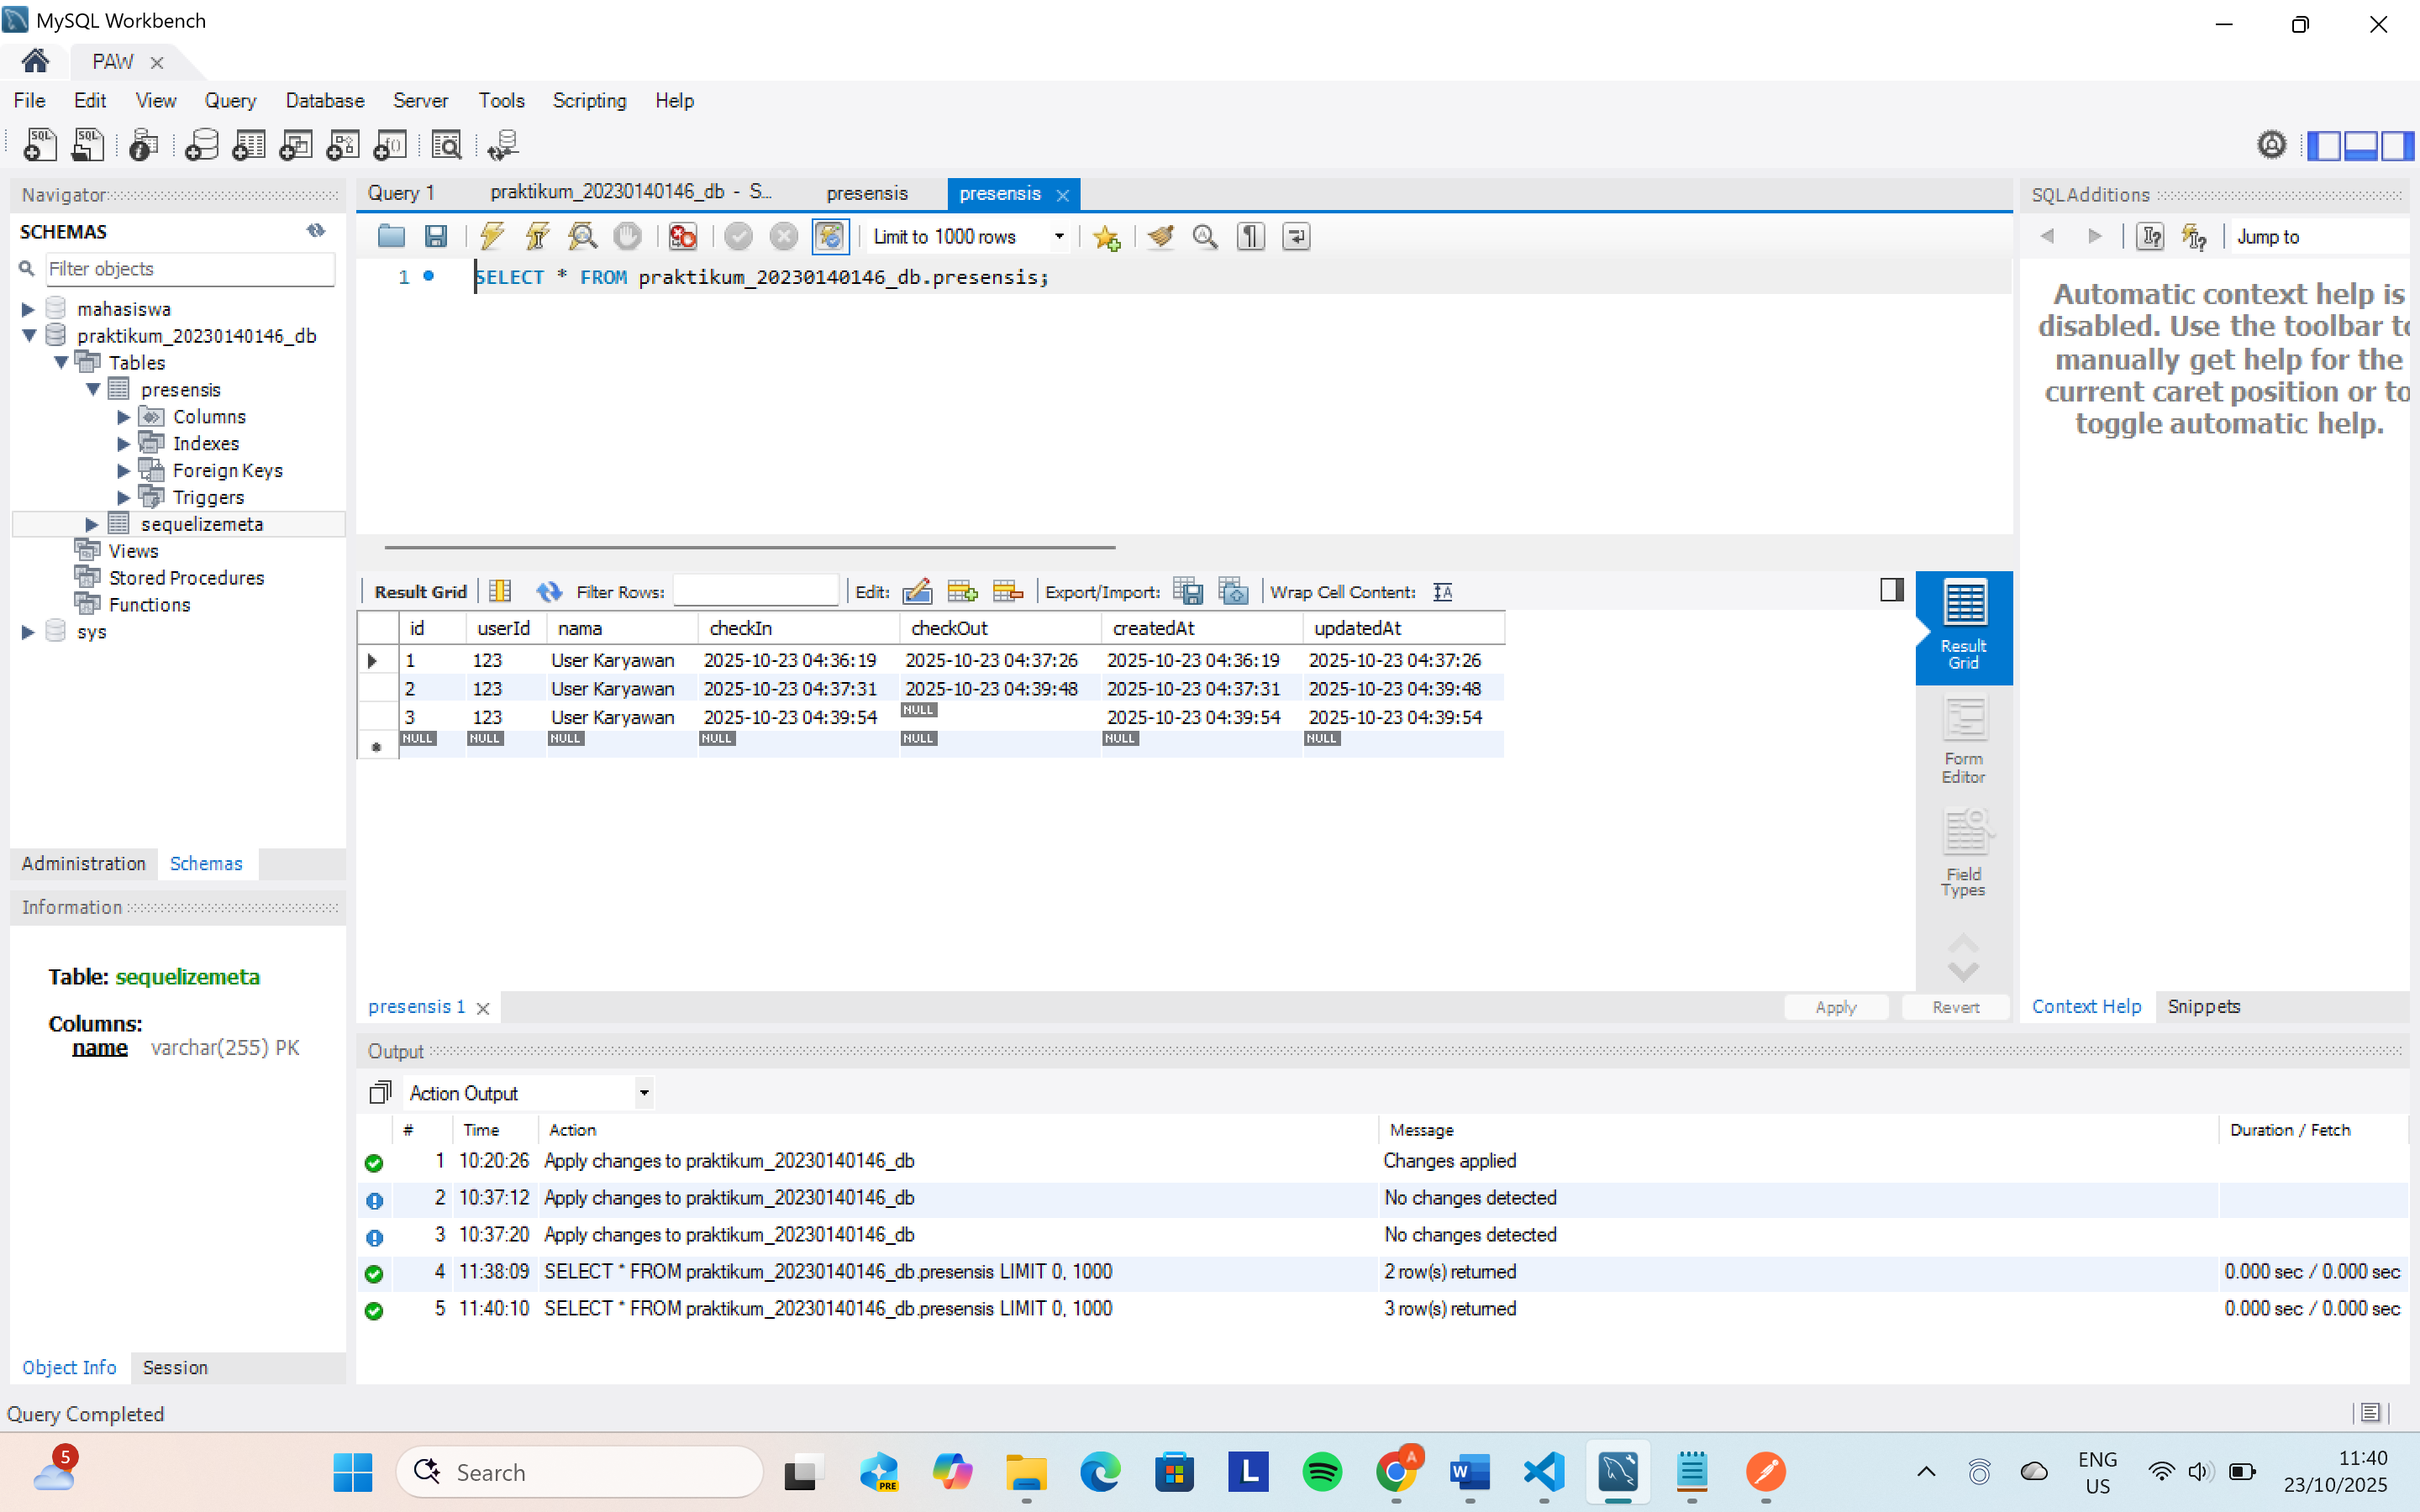 MySQL Workbench
PAW
File Edit View Query Database Server Tools Scripting Help
Navigator
SCHEMAS
Filter objects
mahasiswa
praktikum_20230140146_db
Tables
presensis
Columns
Indexes
Foreign Keys
Triggers
sequelizemeta
Views
Stored Procedures
Functions
sys
Administration Schemas
Information
Table: sequelizemeta
Columns:
name varchar(255) PK
Object Info Session
Query 1 praktikum_20230140146_db - S... presensis presensis
Limit to 1000 rows
1 SELECT * FROM praktikum_20230140146_db.presensis;
Result Grid Filter Rows: Edit: Export/Import: Wrap Cell Content:
id userId nama checkIn checkOut createdAt updatedAt
1 123 User Karyawan 2025-10-23 04:36:19 2025-10-23 04:37:26 2025-10-23 04:36:19 2025-10-23 04:37:26
2 123 User Karyawan 2025-10-23 04:37:31 2025-10-23 04:39:48 2025-10-23 04:37:31 2025-10-23 04:39:48
3 123 User Karyawan 2025-10-23 04:39:54 NULL 2025-10-23 04:39:54 2025-10-23 04:39:54
NULL NULL NULL NULL NULL NULL NULL
Result
Grid
Form
Editor
Field
Types
presensis 1
Apply Revert
SQLAdditions
Jump to
Automatic context help is
disabled. Use the toolbar to
manually get help for the
current caret position or to
toggle automatic help.
Context Help Snippets
Output
Action Output
# Time Action Message Duration / Fetch
1 10:20:26 Apply changes to praktikum_20230140146_db Changes applied
2 10:37:12 Apply changes to praktikum_20230140146_db No changes detected
3 10:37:20 Apply changes to praktikum_20230140146_db No changes detected
4 11:38:09 SELECT * FROM praktikum_20230140146_db.presensis LIMIT 0, 1000 2 row(s) returned 0.000 sec / 0.000 sec
5 11:40:10 SELECT * FROM praktikum_20230140146_db.presensis LIMIT 0, 1000 3 row(s) returned 0.000 sec / 0.000 sec
Query Completed
5
Search
PRE
L
A
W
ENG
US
11:40
23/10/2025